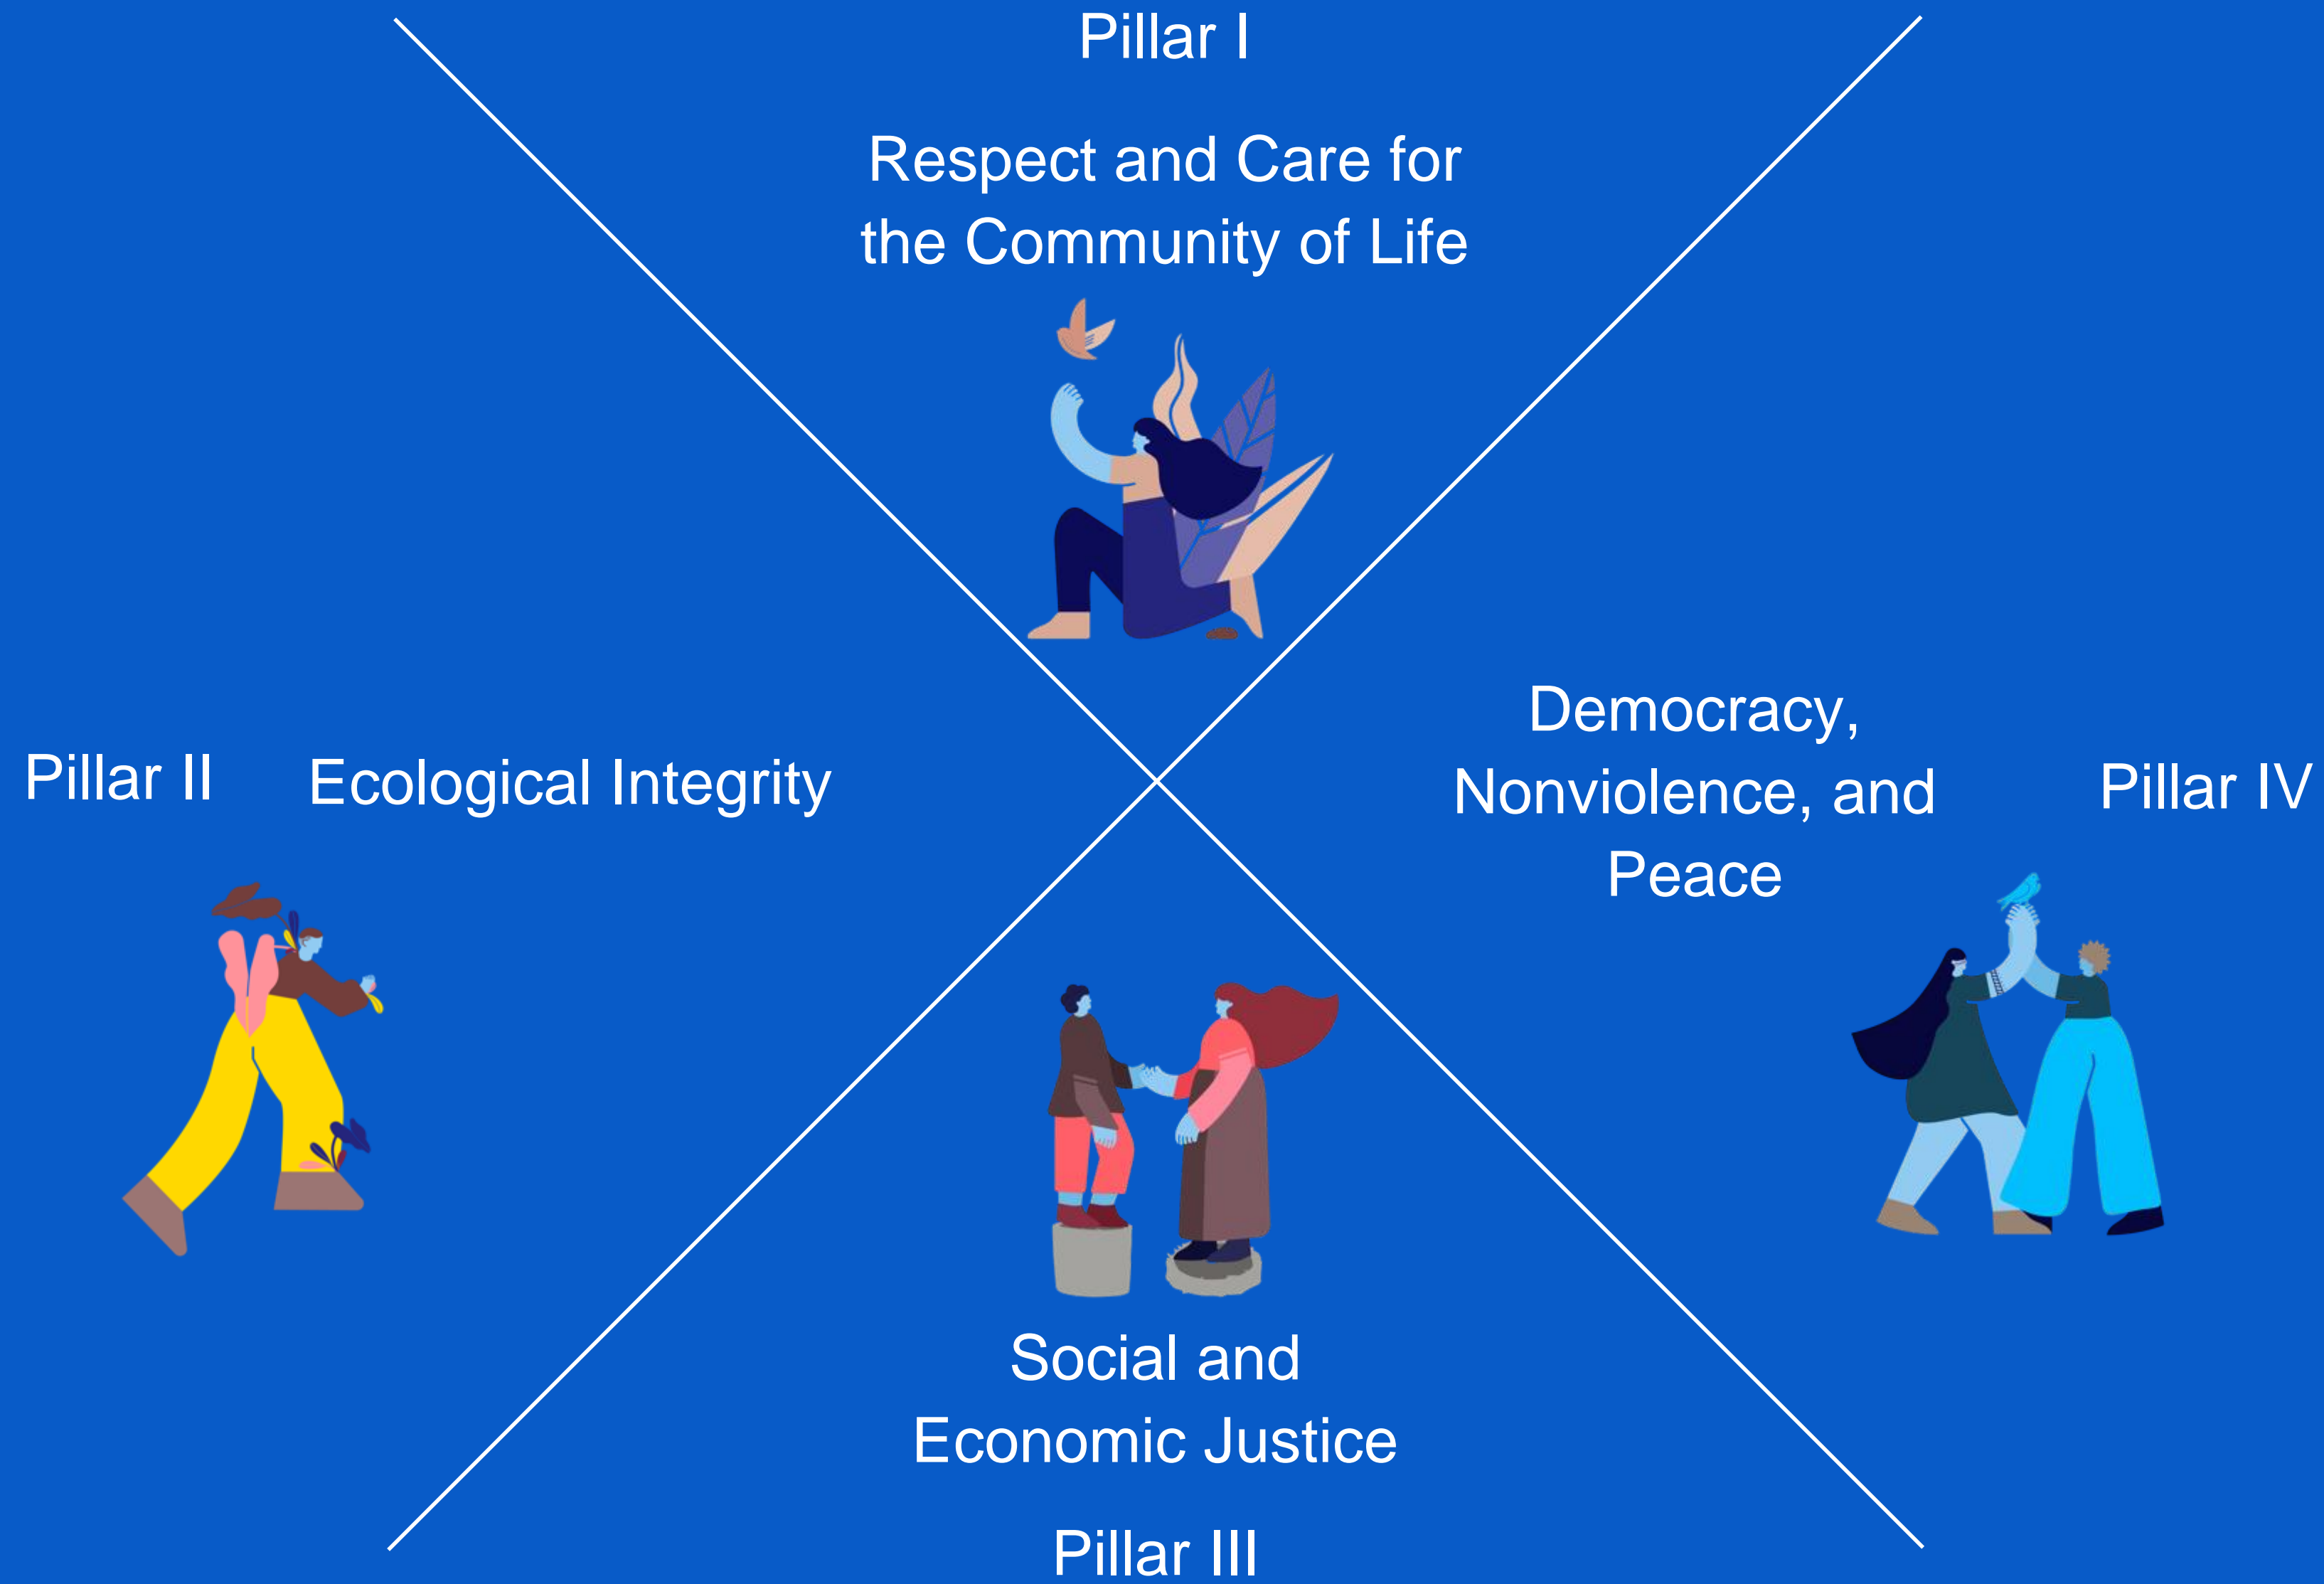 Pillar I
Respect and Care for
the Community of Life
Pillar II
Ecological Integrity
Democracy,
Nonviolence, and
Peace
Pillar IV
Social and
Economic Justice
Pillar III